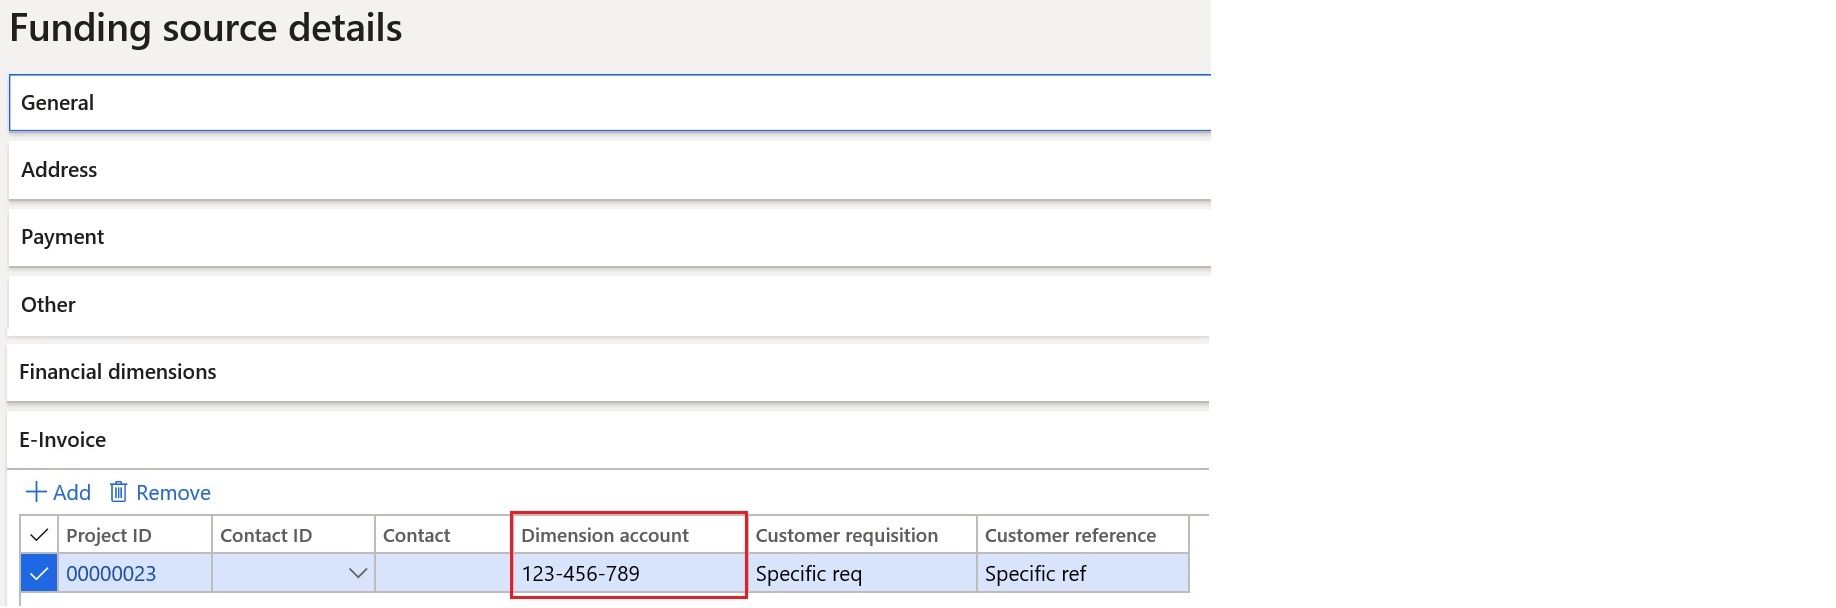 Funding source details
General
Address
Payment
Other
Financial dimensions
E-Invoice
Add Remove
Project ID Contact ID Contact Dimension account Customer requisition Customer reference
00000023 123-456-789 Specific req Specific ref